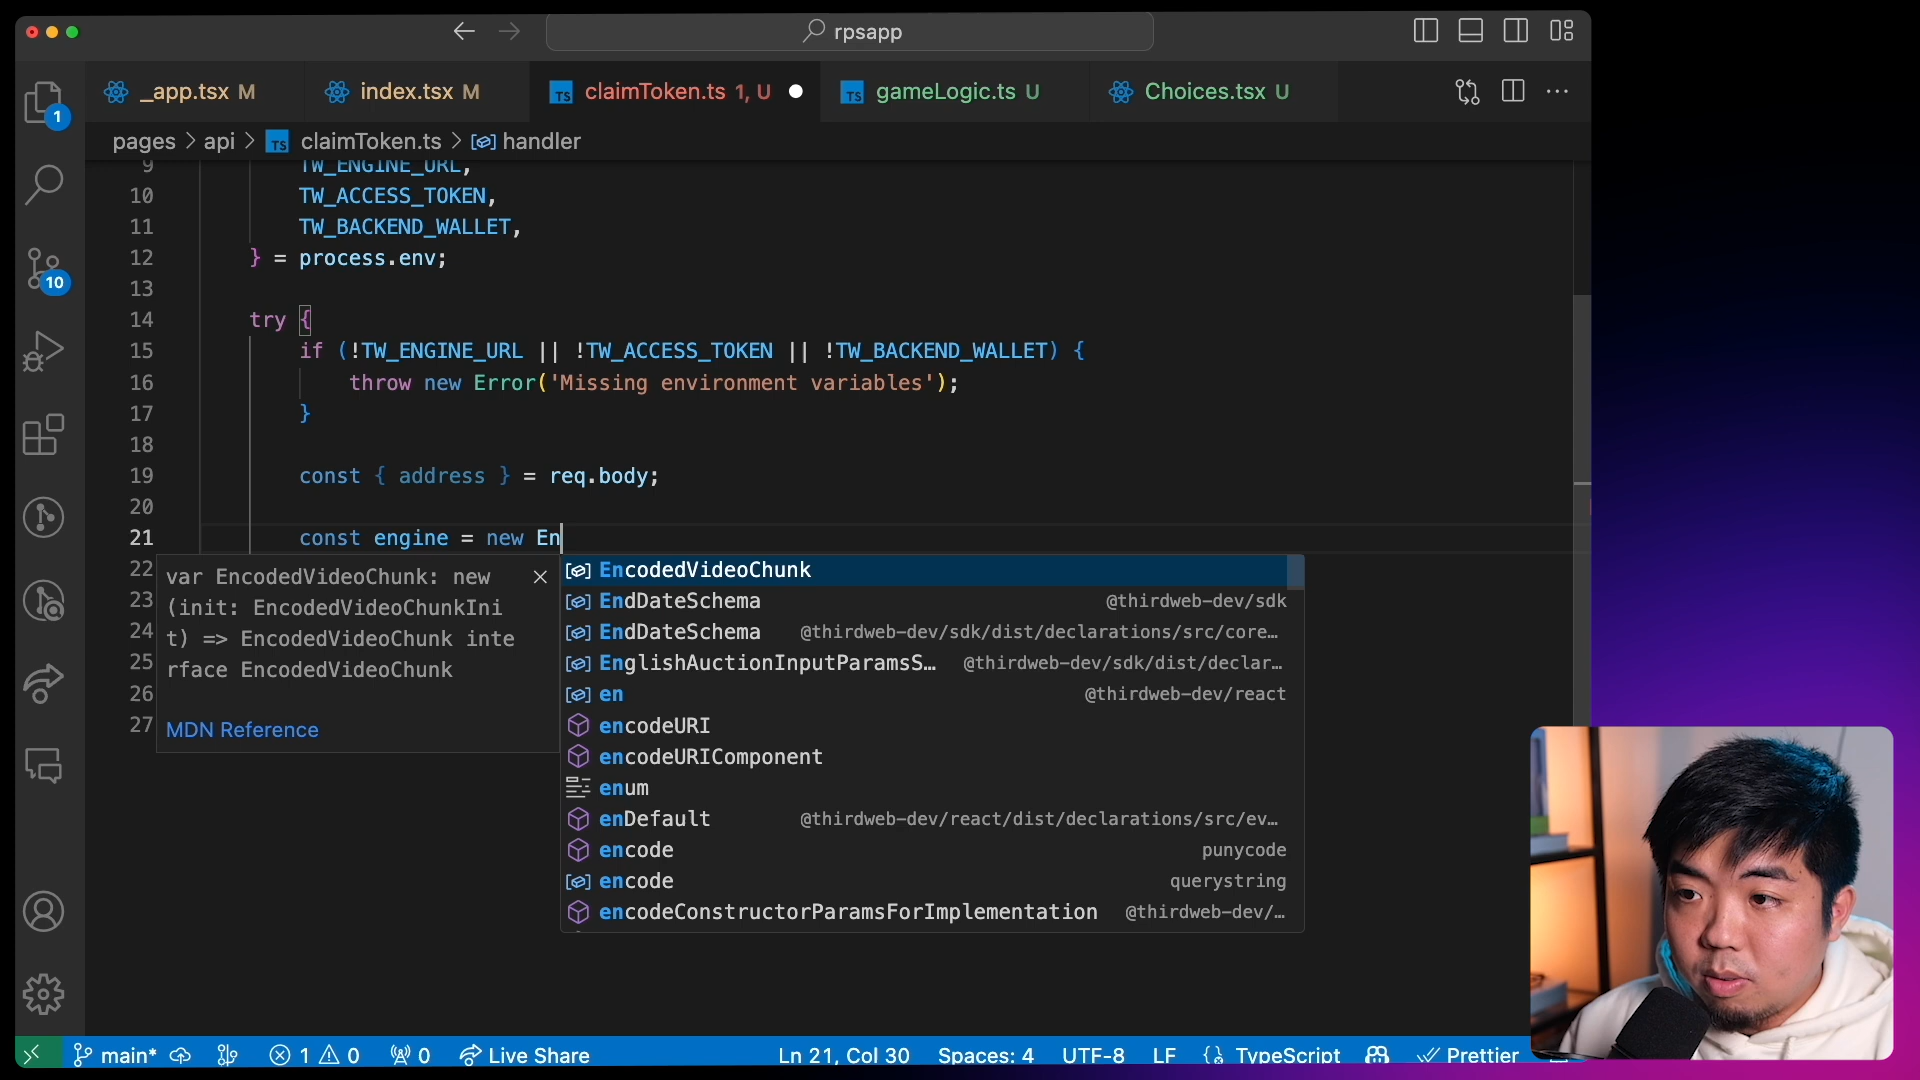 rpsapp
_app.tsx M
index.tsx M
claimToken.ts 1, U
gameLogic.ts U
Choices.tsx U
pages > api > TS claimToken.ts > handler
9 TW_ENGINE_URL,
10 TW_ACCESS_TOKEN,
11 TW_BACKEND_WALLET,
12 } = process.env;
13
14 try {
15 if (!TW_ENGINE_URL || !TW_ACCESS_TOKEN || !TW_BACKEND_WALLET) {
16 throw new Error('Missing environment variables');
17 }
18
19 const { address } = req.body;
20
21 const engine = new En
22
23
24
25
26
27
var EncodedVideoChunk: new
(init: EncodedVideoChunkIni
t) => EncodedVideoChunk inte
rface EncodedVideoChunk
MDN Reference
EncodedVideoChunk
EndDateSchema @thirdweb-dev/sdk
EndDateSchema @thirdweb-dev/sdk/dist/declarations/src/core…
EnglishAuctionInputParamsS… @thirdweb-dev/sdk/dist/declar…
en @thirdweb-dev/react
encodeURI
encodeURIComponent
enum
enDefault @thirdweb-dev/react/dist/declarations/src/ev…
encode punycode
encode querystring
encodeConstructorParamsForImplementation @thirdweb-dev/…
1
10
main* 1 0 0 Live Share Ln 21, Col 30 Spaces: 4 UTF-8 LF TypeScript Prettier